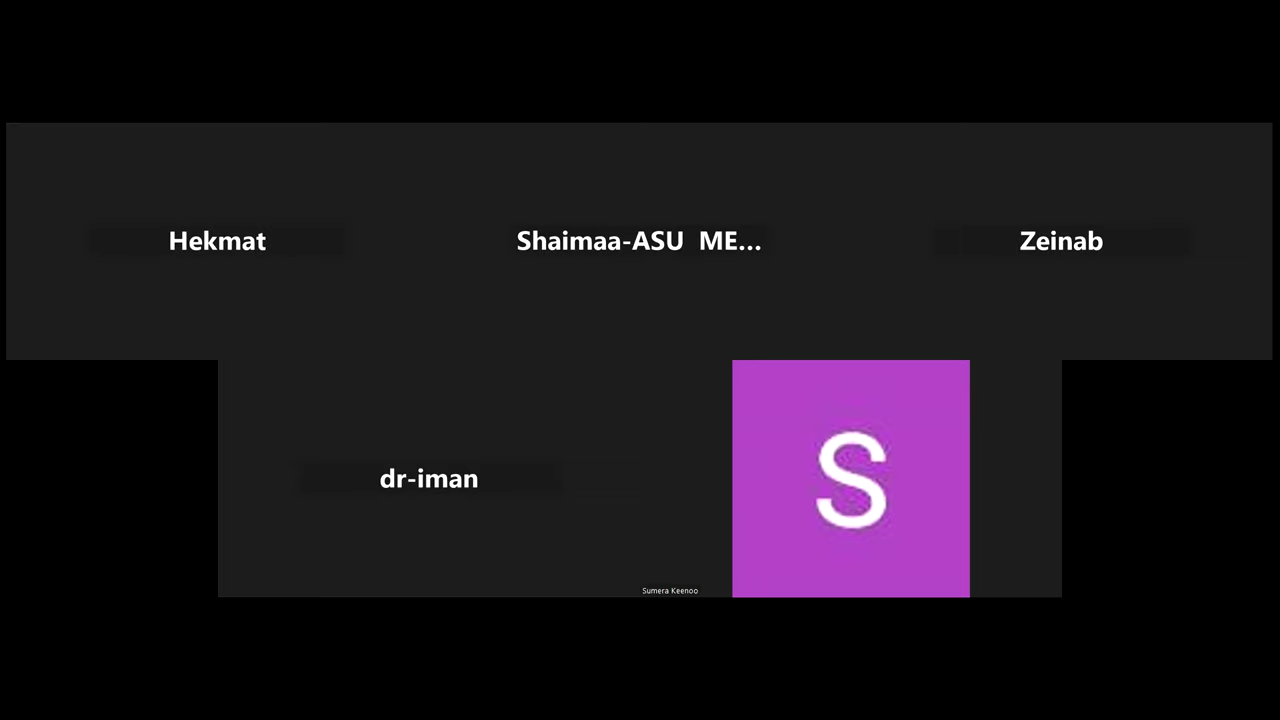 Hekmat
Shaimaa-ASU ME...
Zeinab
dr-iman
S
Sumera Keenoo